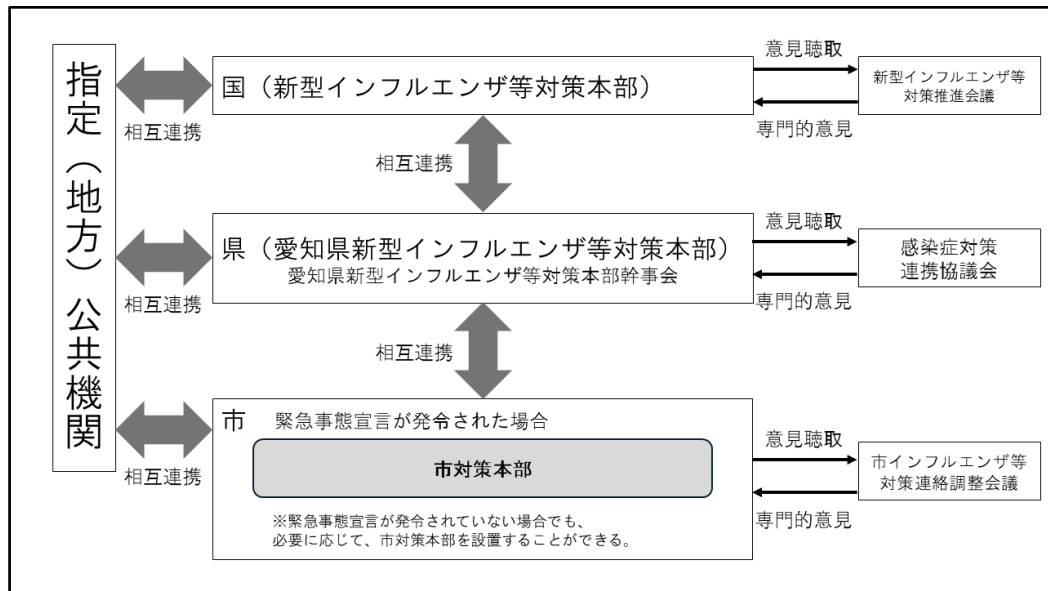 指定（地方）公共機関
相互連携
国（新型インフルエンザ等対策本部）
意見聴取
専門的意見
新型インフルエンザ等
対策推進会議
相互連携
相互連携
県（愛知県新型インフルエンザ等対策本部）
愛知県新型インフルエンザ等対策本部幹事会
意見聴取
専門的意見
感染症対策
連携協議会
相互連携
相互連携
市 緊急事態宣言が発令された場合
市対策本部
※緊急事態宣言が発令されていない場合でも、
必要に応じて、市対策本部を設置することができる。
意見聴取
専門的意見
市インフルエンザ等
対策連絡調整会議